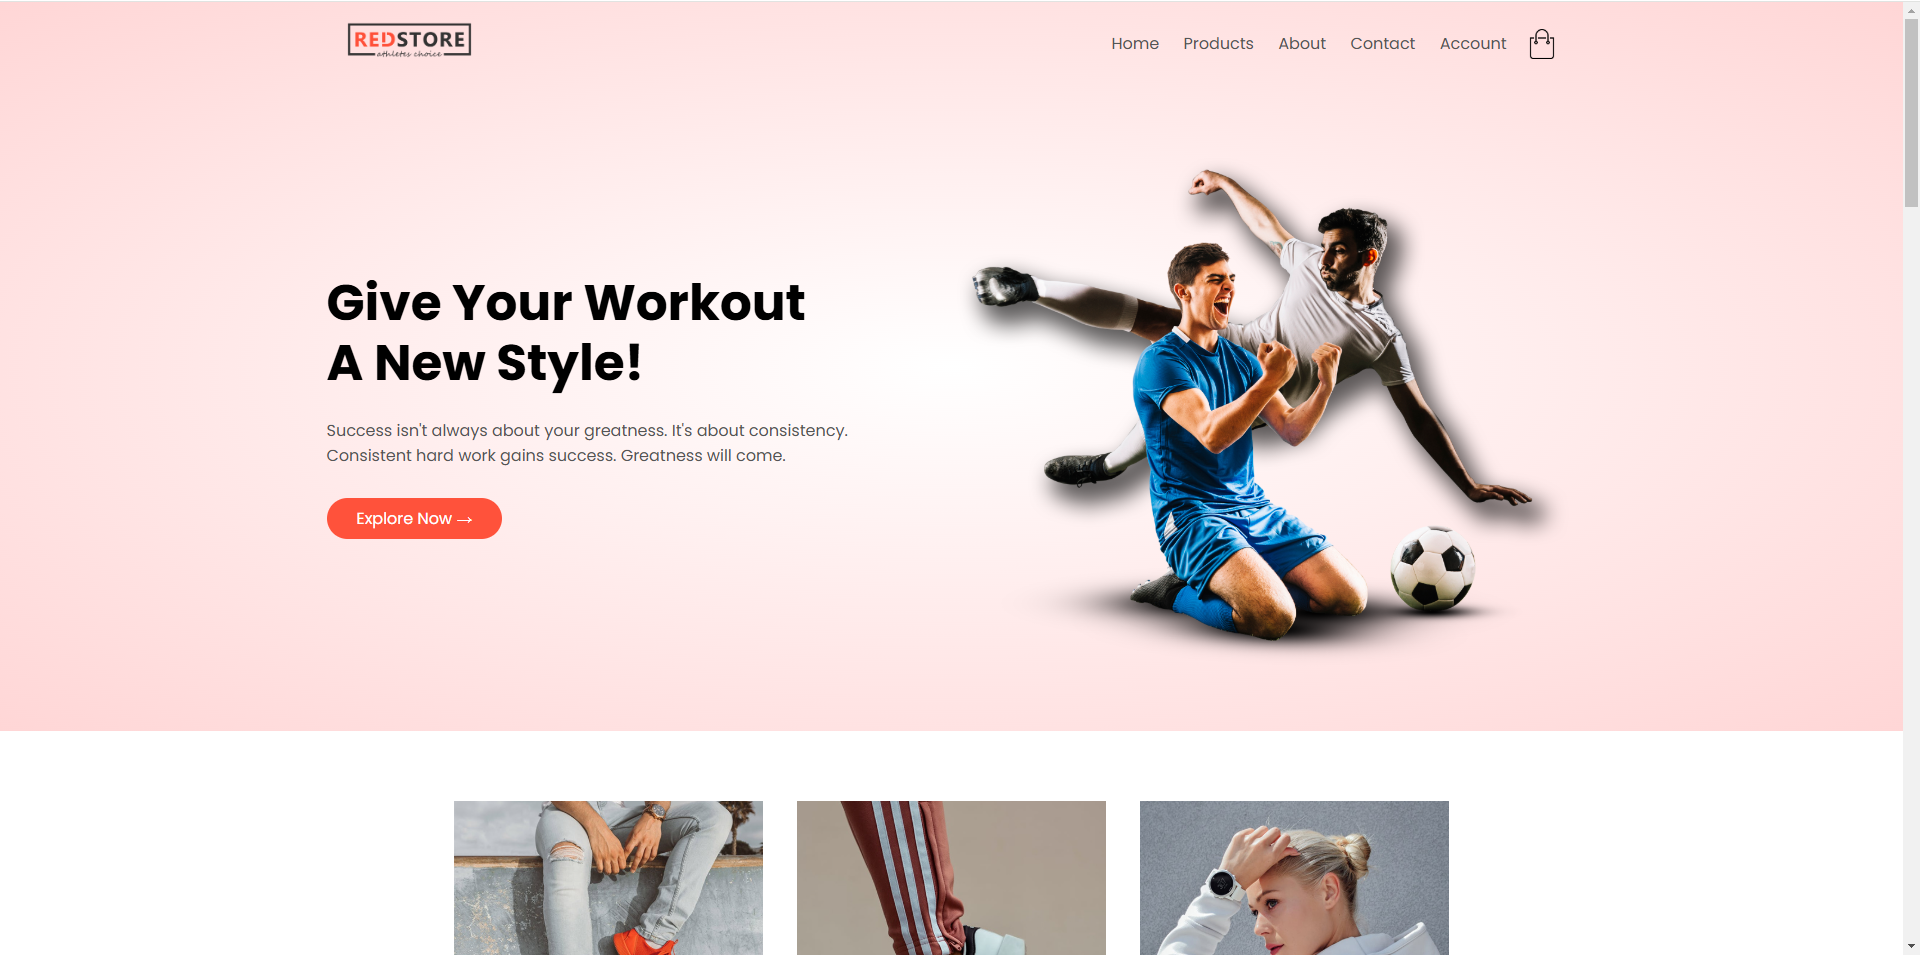 REDSTORE
athletes choice
Home Products About Contact Account
Give Your Workout
A New Style!
Success isn't always about your greatness. It's about consistency.
Consistent hard work gains success. Greatness will come.
Explore Now →